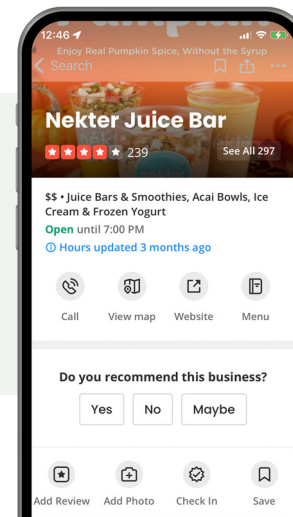 12:46
Enjoy Real Pumpkin Spice, Without the Syrup
Search
Nekter Juice Bar
239
See All 297
$$ • Juice Bars & Smoothies, Acai Bowls, Ice
Cream & Frozen Yogurt
Open until 7:00 PM
Hours updated 3 months ago
Call
View map
Website
Menu
Do you recommend this business?
Yes
No
Maybe
Add Review
Add Photo
Check In
Save